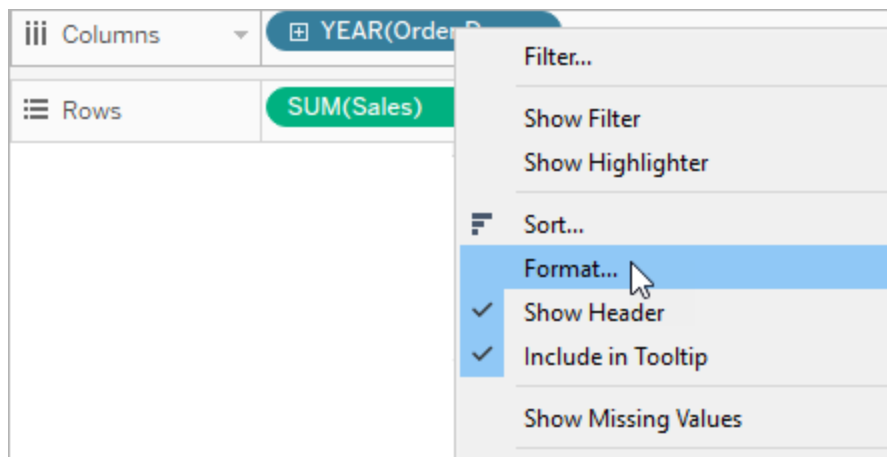 Columns
YEAR(Order
Rows
SUM(Sales)
Filter...
Show Filter
Show Highlighter
Sort...
Format...
Show Header
Include in Tooltip
Show Missing Values